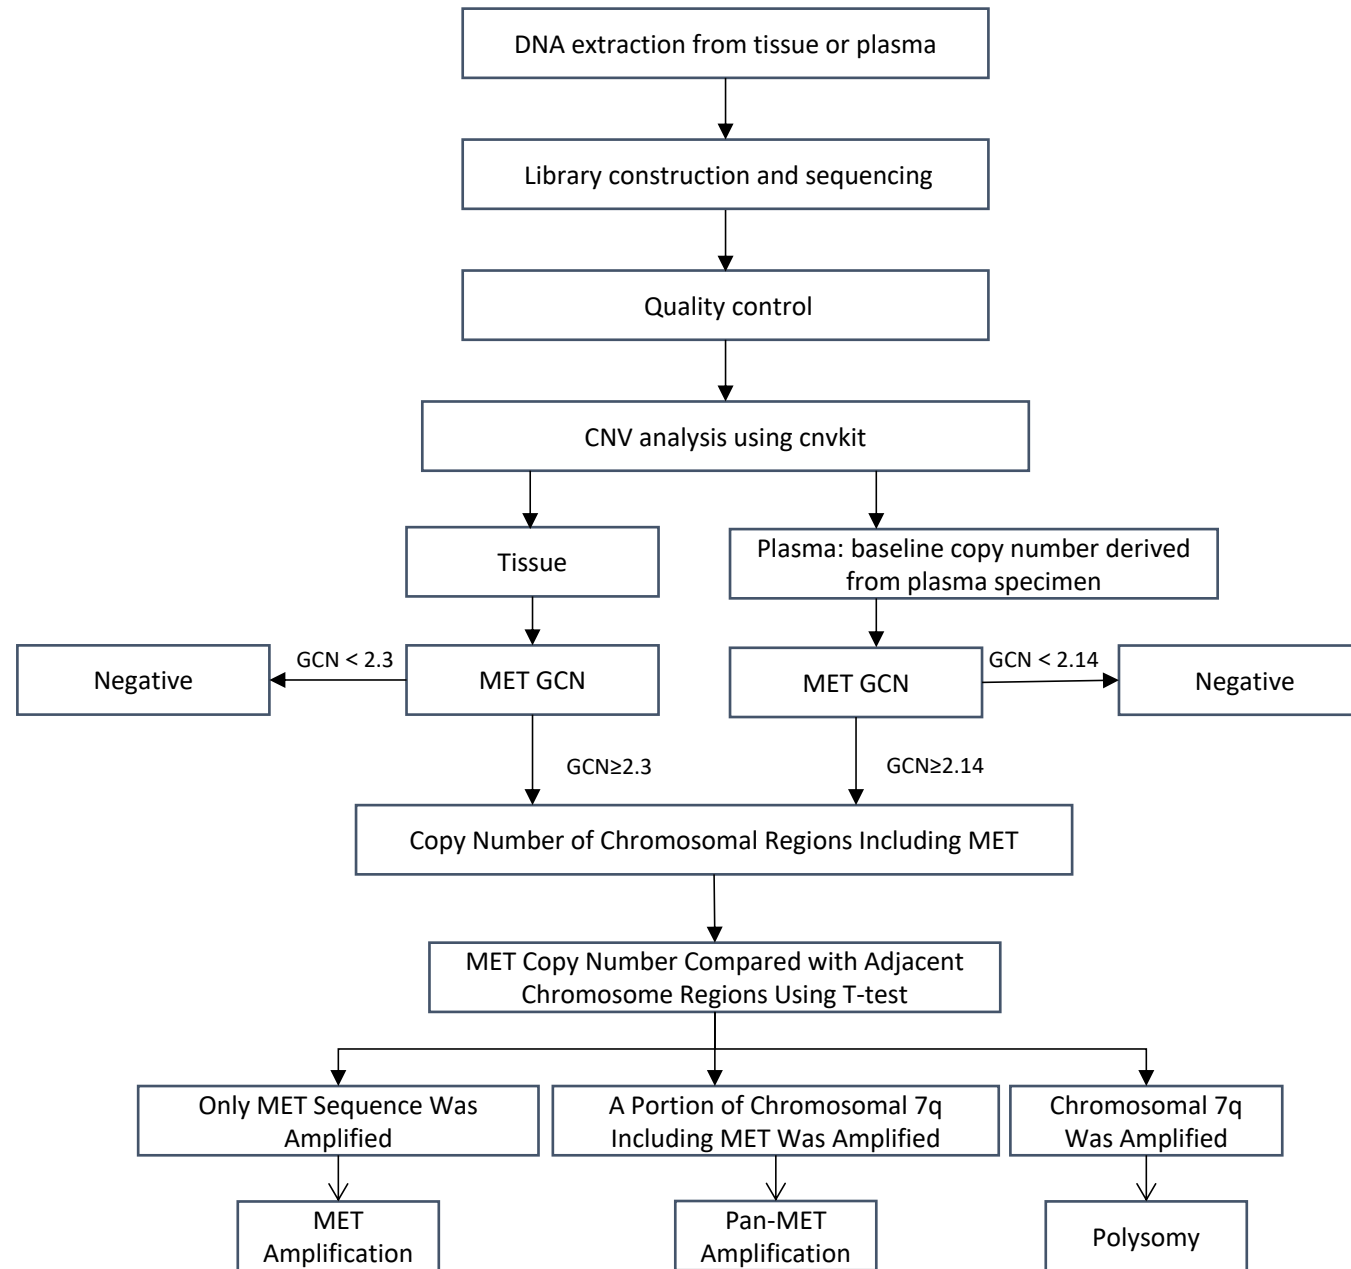 DNA extraction from tissue or plasma
Library construction and sequencing
Quality control
CNV analysis using cnvkit
Tissue
Plasma: baseline copy number derived
from plasma specimen
Negative
GCN < 2.3
MET GCN
MET GCN
GCN < 2.14
Negative
GCN≥2.3
GCN≥2.14
Copy Number of Chromosomal Regions Including MET
MET Copy Number Compared with Adjacent
Chromosome Regions Using T-test
Only MET Sequence Was
Amplified
A Portion of Chromosomal 7q
Including MET Was Amplified
Chromosomal 7q
Was Amplified
MET
Amplification
Pan-MET
Amplification
Polysomy